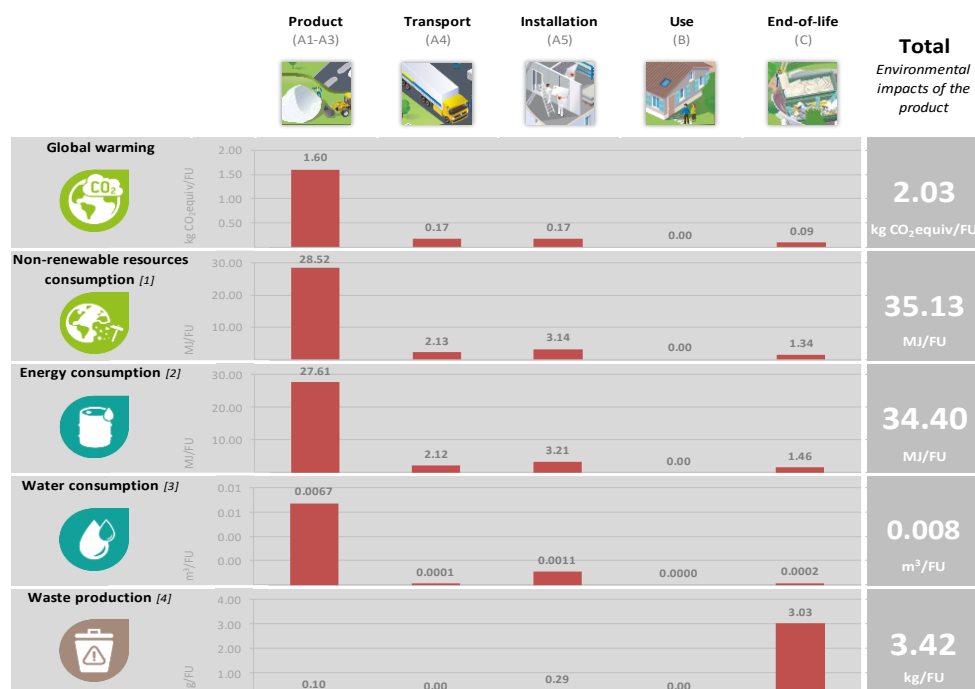 Product
(A1-A3)
Transport
(A4)
Installation
(A5)
Use
(B)
End-of-life
(C)
Total
Environmental
impacts of the
product
Global warming
CO2
kg CO₂equiv/FU
2.00
1.50
1.00
0.50
1.60
0.17
0.17
0.00
0.09
2.03
kg CO₂equiv/FU
Non-renewable resources
consumption [1]
MJ/FU
30.00
20.00
10.00
28.52
2.13
3.14
0.00
1.34
35.13
MJ/FU
Energy consumption [2]
MJ/FU
30.00
20.00
10.00
27.61
2.12
3.21
0.00
1.46
34.40
MJ/FU
Water consumption [3]
m³/FU
0.01
0.01
0.00
0.00
0.0067
0.0001
0.0011
0.0000
0.0002
0.008
m³/FU
Waste production [4]
g/FU
4.00
3.00
2.00
1.00
0.10
0.00
0.29
0.00
3.03
3.42
kg/FU